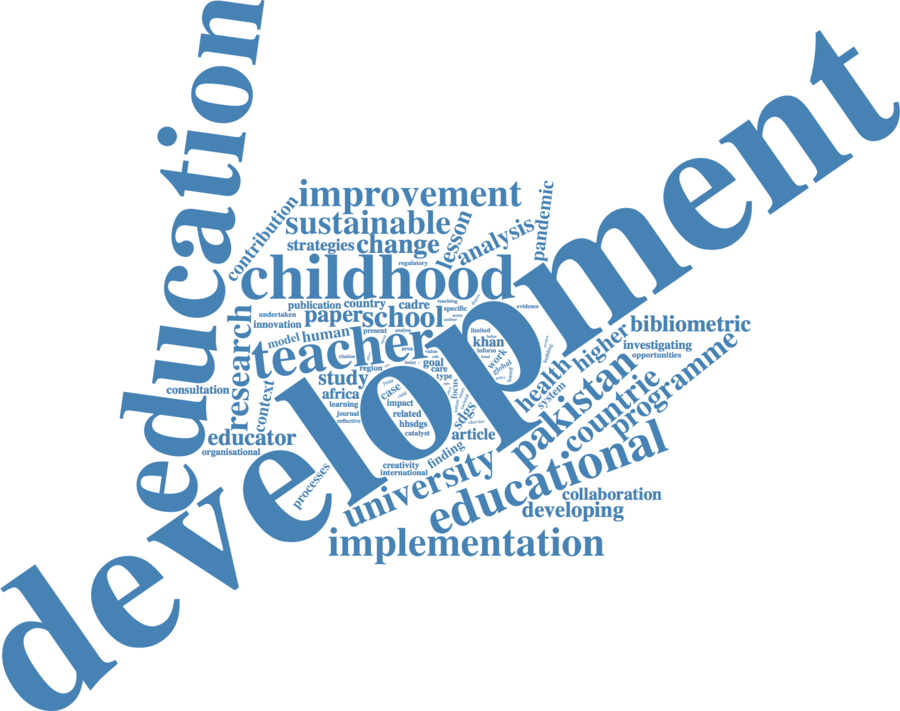 education
development
improvement
contribution
sustainable
lesson
analysis
pandemic
strategies
change
regulatory
childhood
publication
country
cadre
teaching
specific
evidence
undertaken
paper
school
innovation
research
model
human
present
limited
khan
teacher
inform
work
global
region
goal
care
type
study
focus
case
africa
impact
learning
journal
related
reflective
hhsdgs
catalyst
sdgs
article
consultation
context
educator
organisational
processes
creativity
international
finding
university
bibliometric
higher
investigating
opportunities
health
system
pakistan
countrie
programme
educational
collaboration
developing
implementation